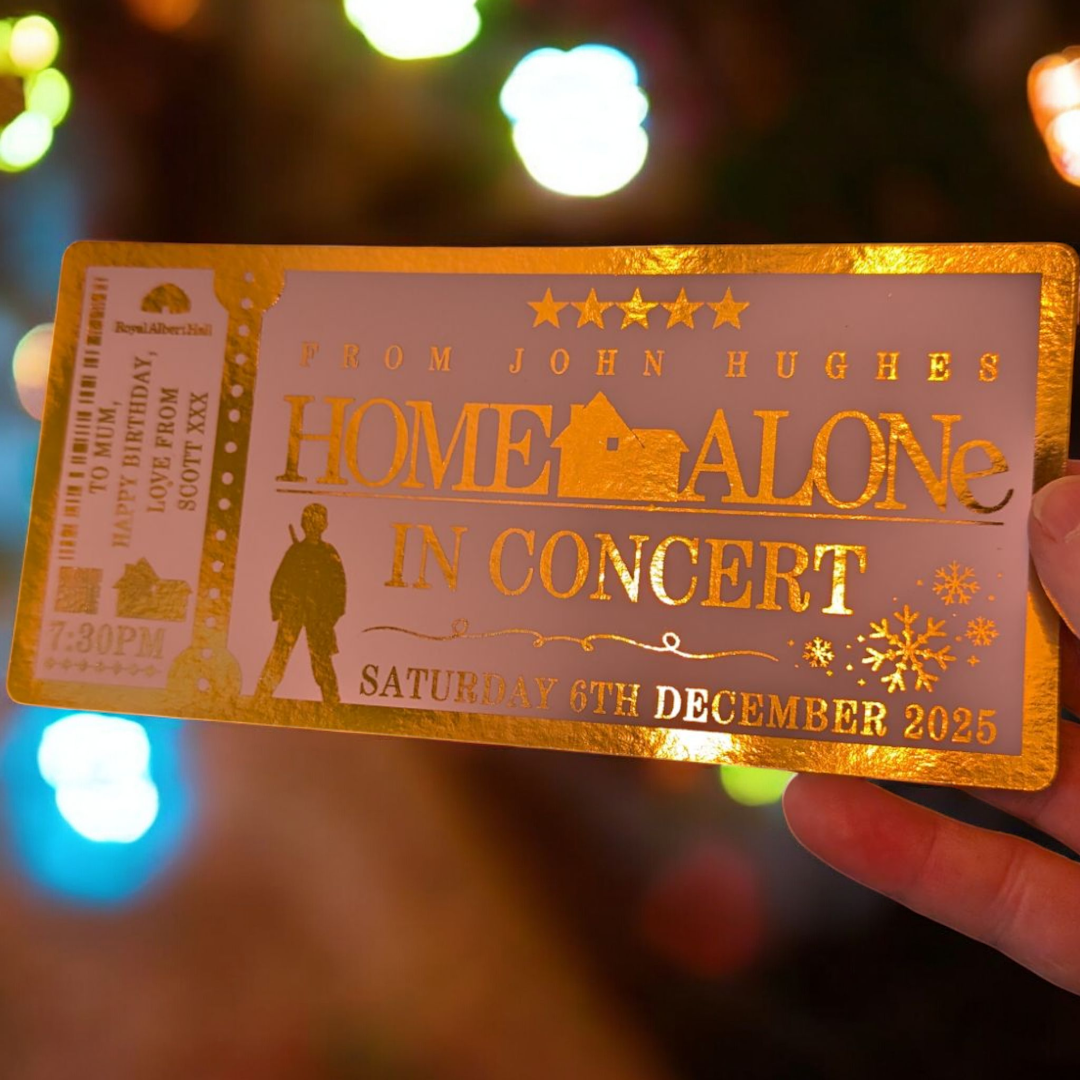 Royal Albert Hall
TO MUM,
HAPPY BIRTHDAY,
LOVE FROM
SCOTT XXX
7:30PM
FROM JOHN HUGHES
HOME ALONe
IN CONCERT
SATURDAY 6TH DECEMBER 2025